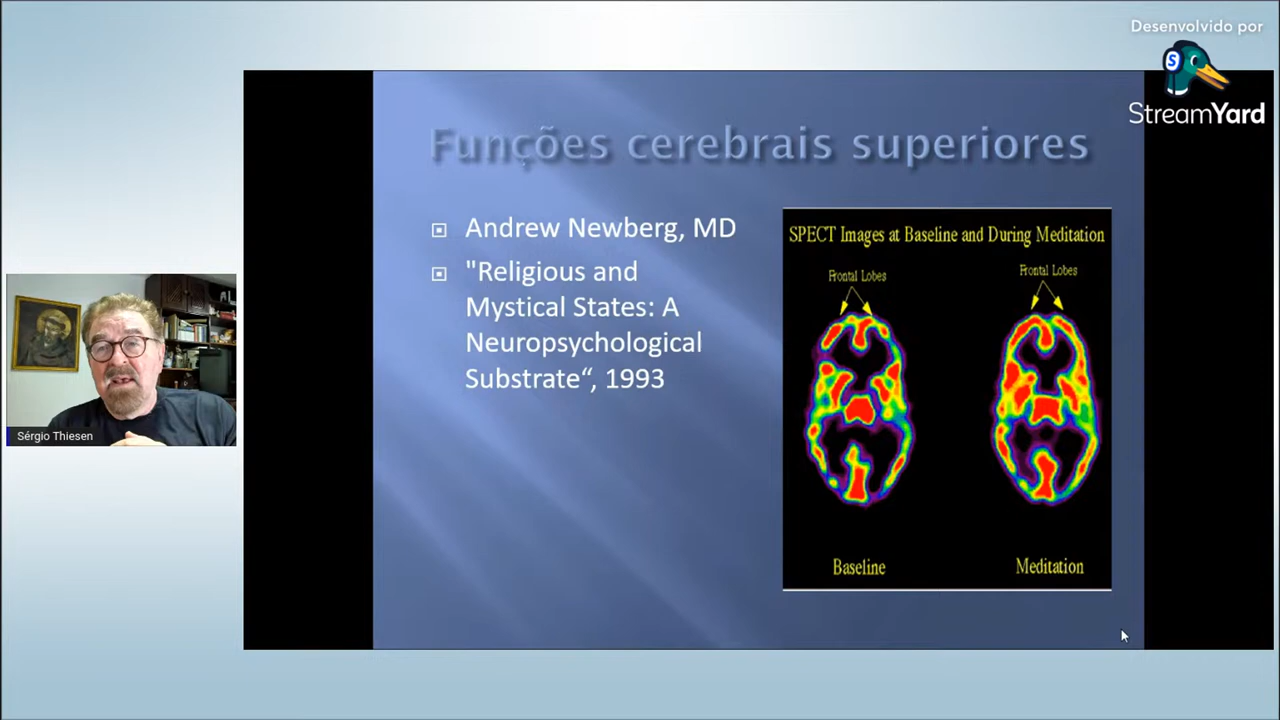 Desenvolvido por
StreamYard
Funções cerebrais superiores
Andrew Newberg, MD
"Religious and
Mystical States: A
Neuropsychological
Substrate“, 1993
SPECT Images at Baseline and During Meditation
Frontal Lobes
Frontal Lobes
Baseline
Meditation
Sérgio Thiesen